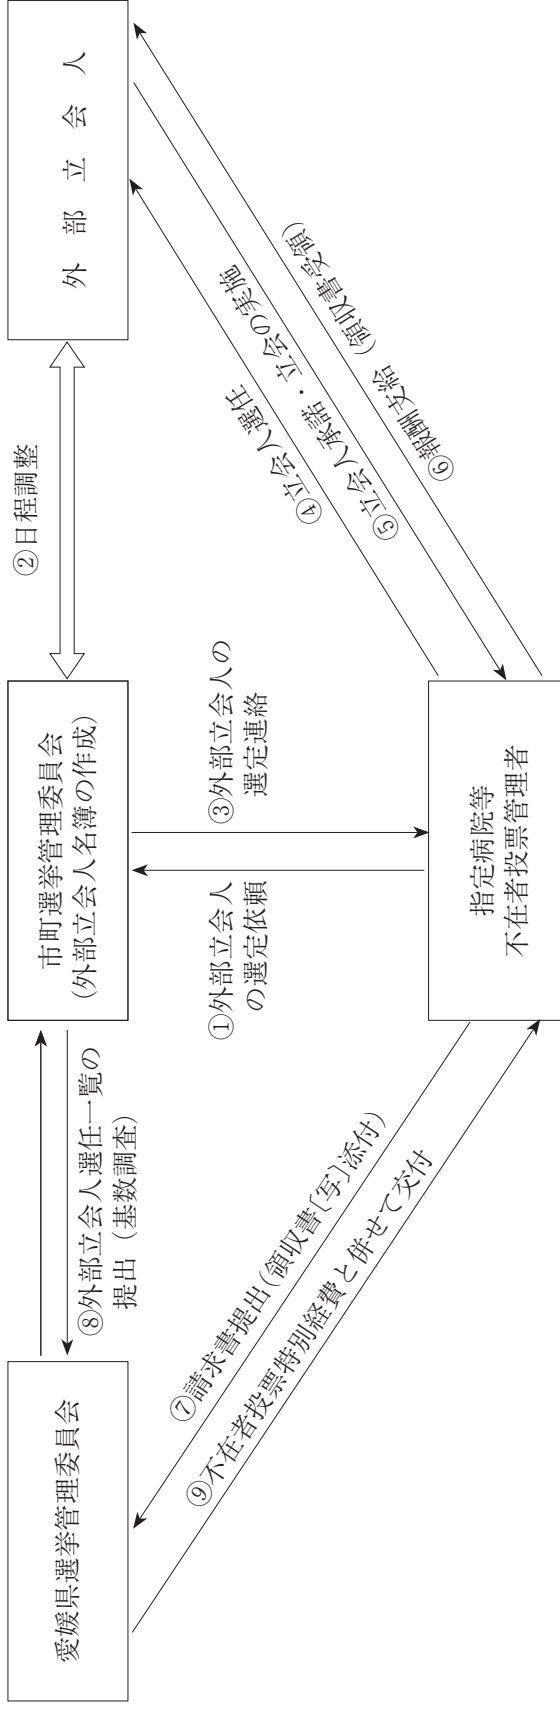 愛媛県選挙管理委員会
⑧外部立会人選任一覧の
提出（基数調査）
市町選挙管理委員会
(外部立会人名簿の作成)
②日程調整
外部立会人
①外部立会人
の選定依頼
③外部立会人の
選定連絡
④立会人選任
⑤立会人承諾・立会の実施
⑥報酬支給（領収書受領）
⑦請求書提出(領収書〔写〕添付)
⑨不在者投票特別経費と併せて交付
指定病院等
不在者投票管理者